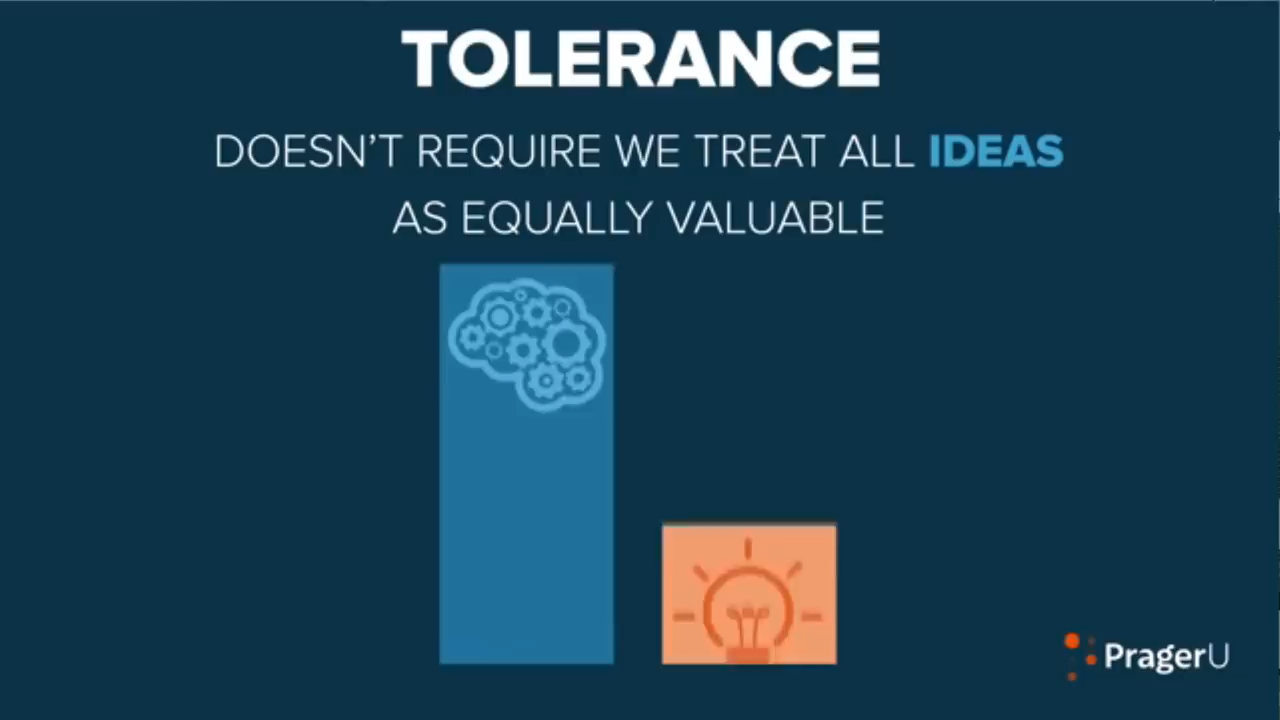 TOLERANCE
DOESN'T REQUIRE WE TREAT ALL IDEAS
AS EQUALLY VALUABLE
PragerU